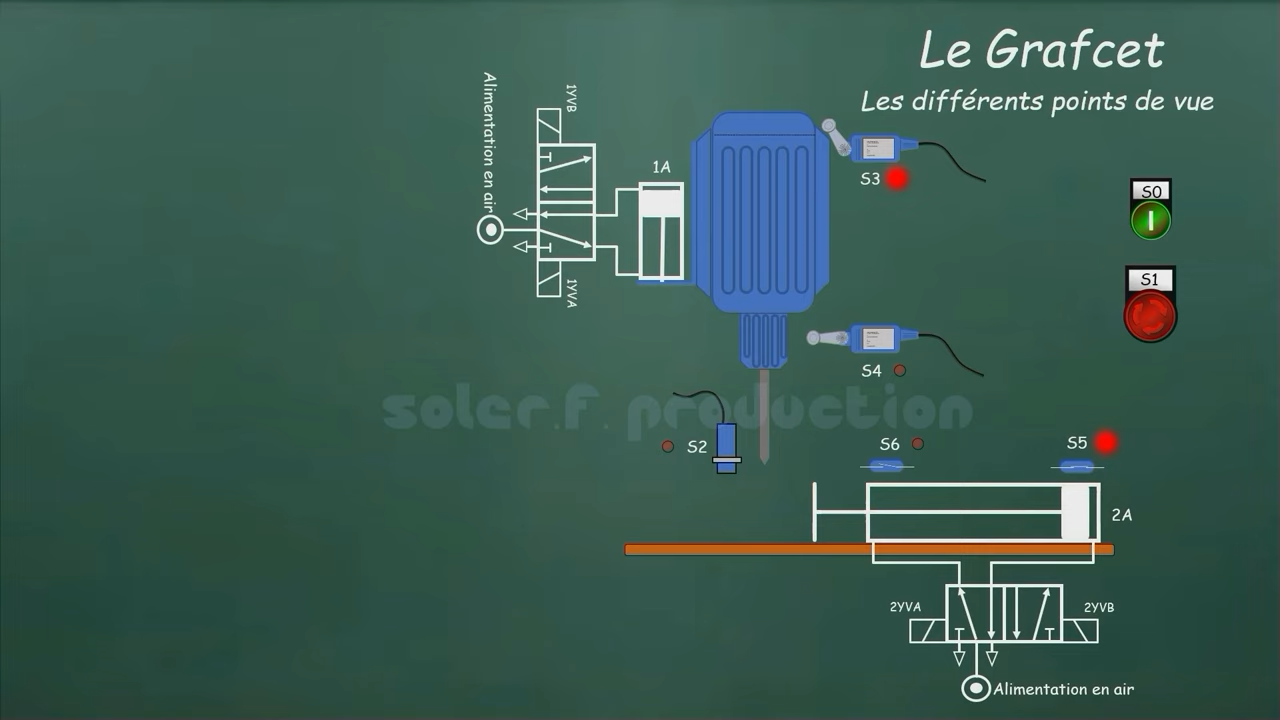 Le Grafcet
Les différents points de vue
Alimentation en air
1YVB
1A
1YVA
S3
S0
S1
S4
soler.F. production
S2
S6
S5
2A
2YVA
2YVB
Alimentation en air